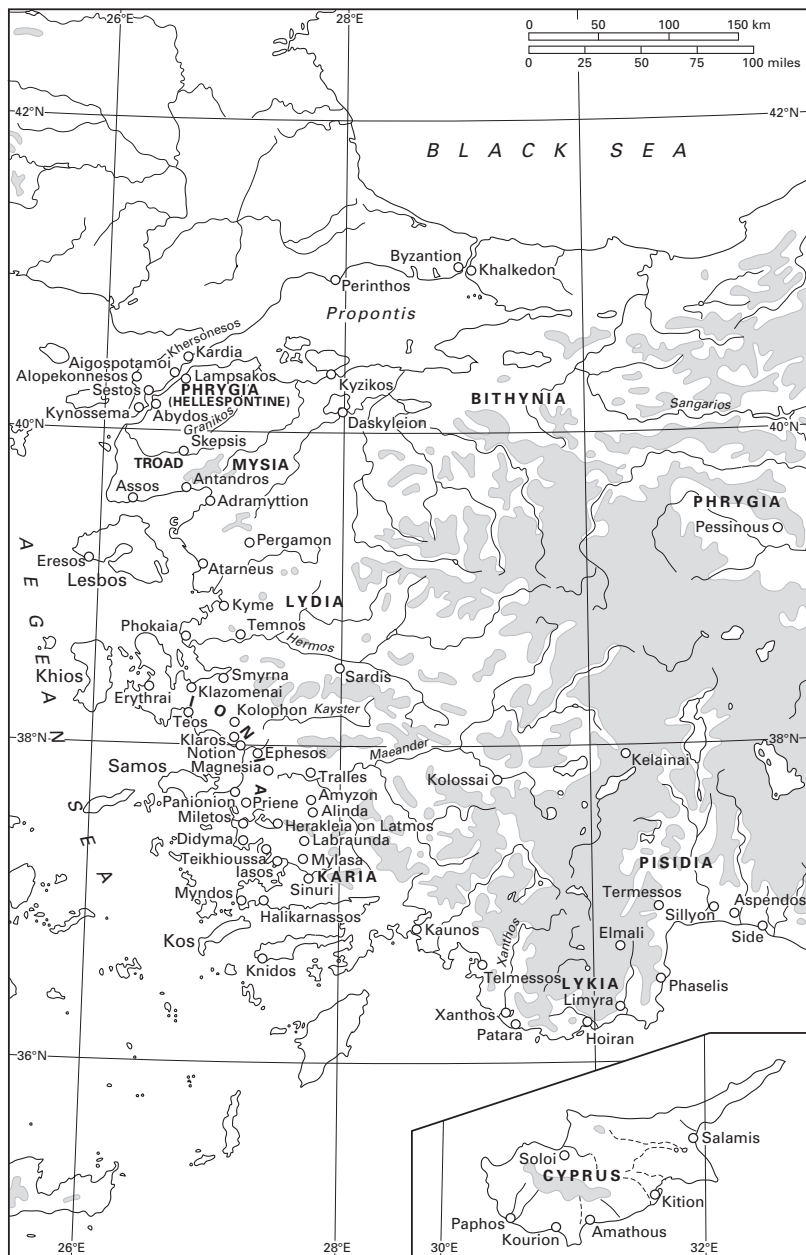 26°E
28°E
0 50 100 150 km
0 25 50 75 100 miles
42°N
42°N
BLACK SEA
Byzantion
Khalkedon
Perinthos
Propontis
Khersonesos
Kardia
Aigospotamoi
Alopekonnesos
Lampsakos
Kyzikos
Sestos
PHRYGIA
(HELLESPONTINE)
BITHYNIA
Kynossema
Abydos
Daskyleion
Sangarios
Granikos
40°N
40°N
Skepsis
TROAD
MYSIA
Antandros
Assos
Adramyttion
PHRYGIA
Pessinous
Pergamon
AEGEAN SEA
Eresos
Lesbos
Atarneus
Kyme
LYDIA
Phokaia
Temnos
Hermos
Khios
Smyrna
Sardis
Erythrai
Klazomenai
IONIA
Kolophon
Kayster
Teos
38°N
38°N
Klaros
Notion
Ephesos
Maeander
Kelainai
Samos
Magnesia
Tralles
Kolossai
Panionion
Priene
Amyzon
Miletos
Alinda
Herakleia on Latmos
Didyma
Labraunda
Teikhioussa
Mylasa
PISIDIA
Iasos
KARIA
Sinuri
Termessos
Aspendos
Myndos
Sillyon
Halikarnassos
Kaunos
Xanthos
Side
Kos
Elmali
Knidos
Telmessos
LYKIA
Phaselis
Limyra
Xanthos
Patara
Hoiran
36°N
36°N
Salamis
Soloi
CYPRUS
Kition
Paphos
Kourion
Amathous
26°E
28°E
30°E
32°E